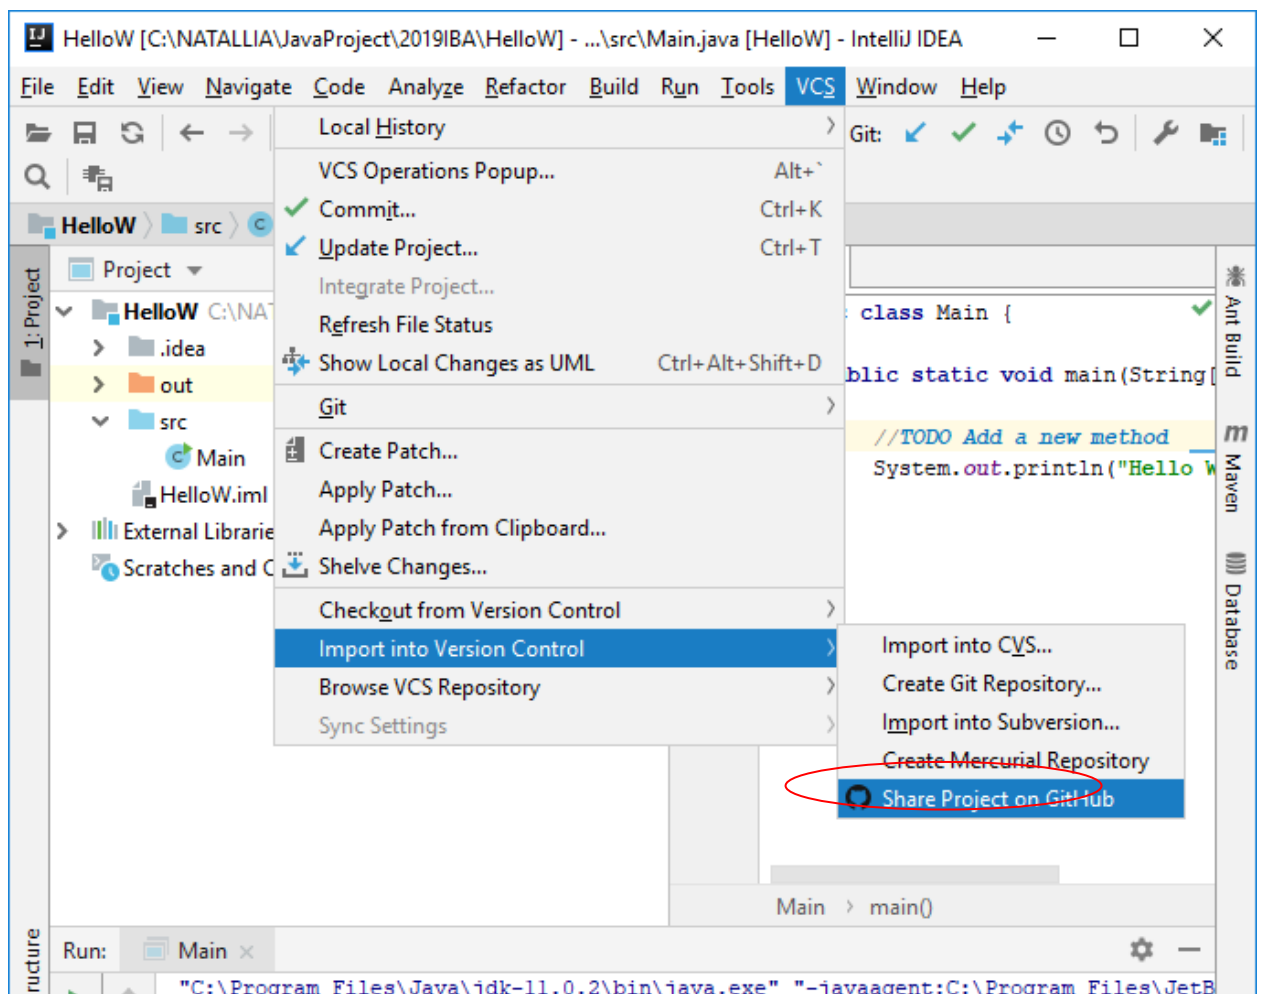 HelloW [C:\NATALLIA\JavaProject\2019IBA\HelloW] - ...\src\Main.java [HelloW] - IntelliJ IDEA
File Edit View Navigate Code Analyze Refactor Build Run Tools VCS Window Help
Git:
HelloW src
1: Project
Project
HelloW C:\NAT
.idea
out
src
Main
HelloW.iml
External Librarie
Scratches and C
Local History
VCS Operations Popup... Alt+`
Commit... Ctrl+K
Update Project... Ctrl+T
Integrate Project...
Refresh File Status
Show Local Changes as UML Ctrl+Alt+Shift+D
Git
Create Patch...
Apply Patch...
Apply Patch from Clipboard...
Shelve Changes...
Checkout from Version Control
Import into Version Control
Browse VCS Repository
Sync Settings
Import into CVS...
Create Git Repository...
Import into Subversion...
Create Mercurial Repository
Share Project on GitHub
class Main {
blic static void main(String[
//TODO Add a new method
System.out.println("Hello W
Ant Build
Maven
Database
Main main()
ructure
Run: Main
"C:\Program Files\Java\jdk-11.0.2\bin\java.exe" "-javaagent:C:\Program Files\JetB